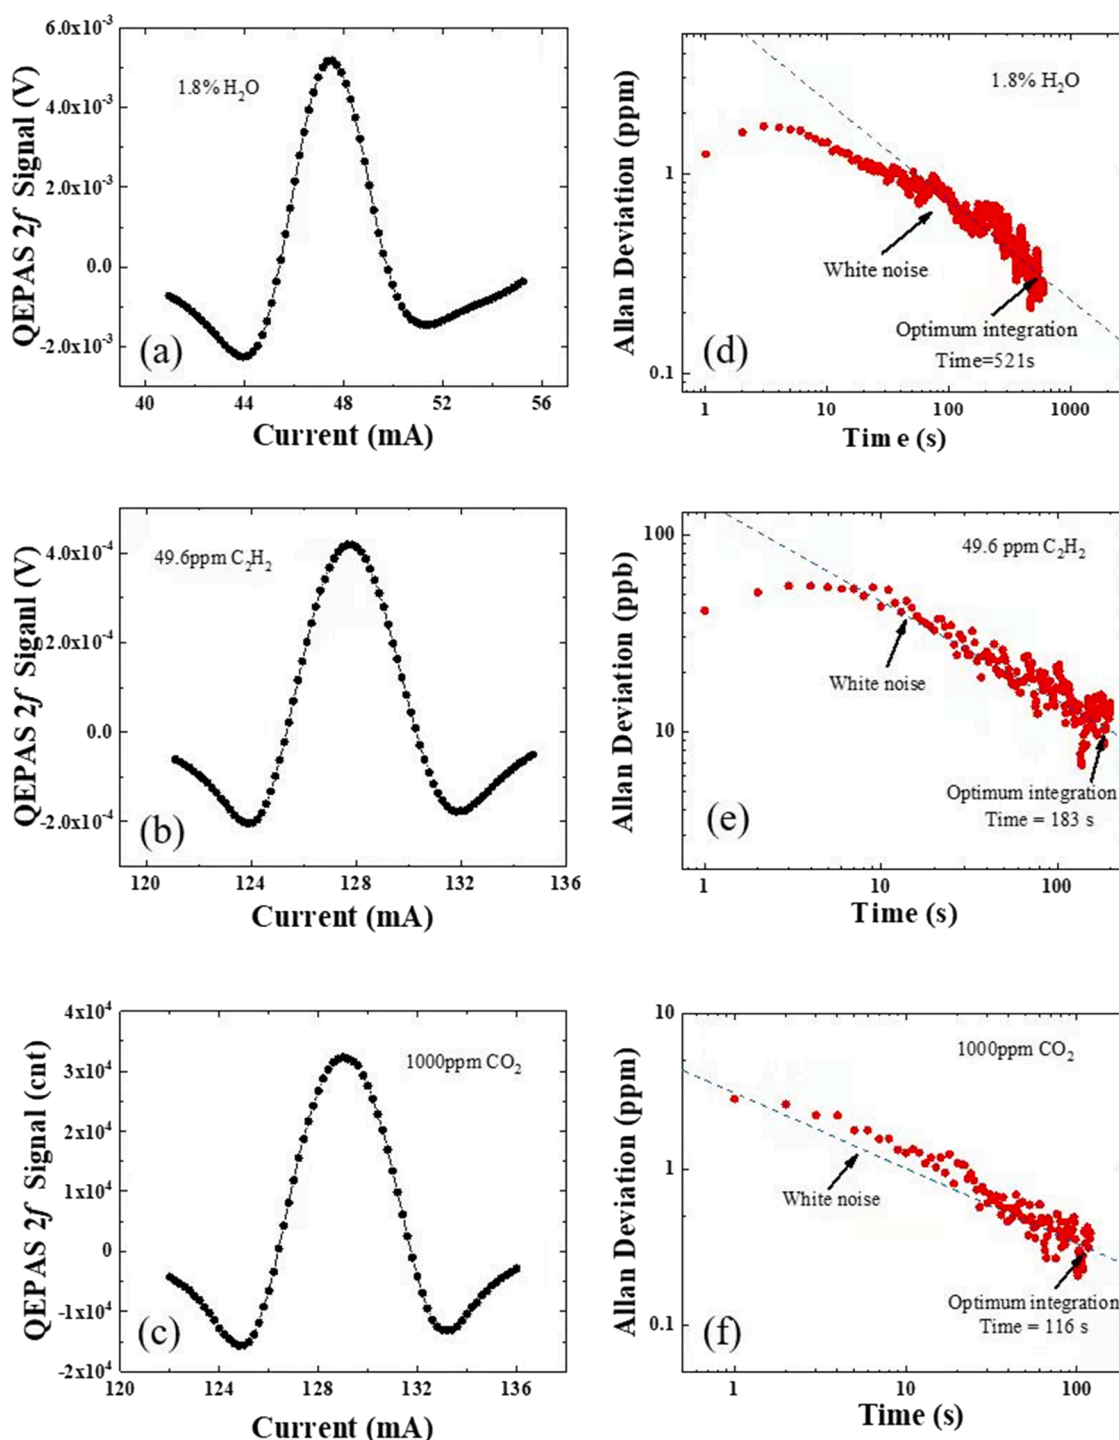 6.0x10⁻³
4.0x10⁻³
2.0x10⁻³
0.0
-2.0x10⁻³
QEPAS 2f Signal (V)
1.8% H₂O
(a)
40 44 48 52 56
Current (mA)
Allan Deviation (ppm)
1
0.1
1.8% H₂O
White noise
Optimum integration
Time=521s
(d)
1 10 100 1000
Time (s)
4.0x10⁻⁴
2.0x10⁻⁴
0.0
-2.0x10⁻⁴
QEPAS 2f Siganl (V)
49.6ppm C₂H₂
(b)
120 124 128 132 136
Current (mA)
Allan Deviation (ppb)
100
10
49.6 ppm C₂H₂
White noise
Optimum integration
Time = 183 s
(e)
1 10 100
Time (s)
4x10⁴
3x10⁴
2x10⁴
1x10⁴
0
-1x10⁴
-2x10⁴
QEPAS 2f Signal (cnt)
1000ppm CO₂
(c)
120 124 128 132 136
Current (mA)
Allan Deviation (ppm)
10
1
0.1
1000ppm CO₂
White noise
Optimum integration
Time = 116 s
(f)
1 10 100
Time (s)